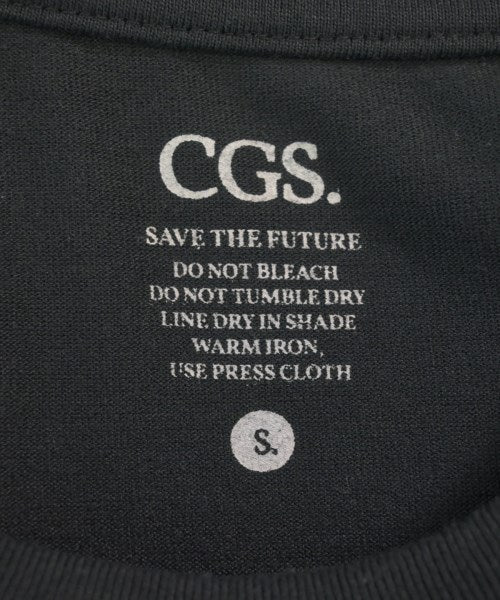 CGS.
SAVE THE FUTURE
DO NOT BLEACH
DO NOT TUMBLE DRY
LINE DRY IN SHADE
WARM IRON,
USE PRESS CLOTH
S.